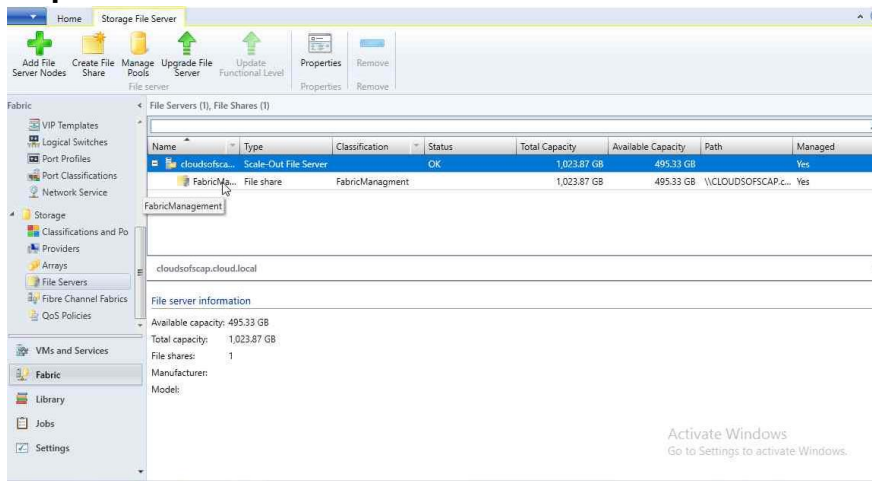 Home Storage File Server
Add File Server Nodes
Create File Share
Manage Pools
Upgrade File Server
Update Functional Level
Properties
Remove
File server Properties Remove
Fabric
VIP Templates
Logical Switches
Port Profiles
Port Classifications
Network Service
Storage
Classifications and Po
Providers
Arrays
File Servers
Fibre Channel Fabrics
QoS Policies
VMs and Services
Fabric
Library
Jobs
Settings
File Servers (1), File Shares (1)
Name Type Classification Status Total Capacity Available Capacity Path Managed
cloudsofsca... Scale-Out File Server OK 1,023.87 GB 495.33 GB Yes
FabricMa... File share FabricManagment 1,023.87 GB 495.33 GB \\CLOUDSOFSCAP.c... Yes
FabricManagement
cloudsofscap.cloud.local
File server information
Available capacity: 495.33 GB
Total capacity: 1,023.87 GB
File shares: 1
Manufacturer:
Model:
Activate Windows
Go to Settings to activate Windows.